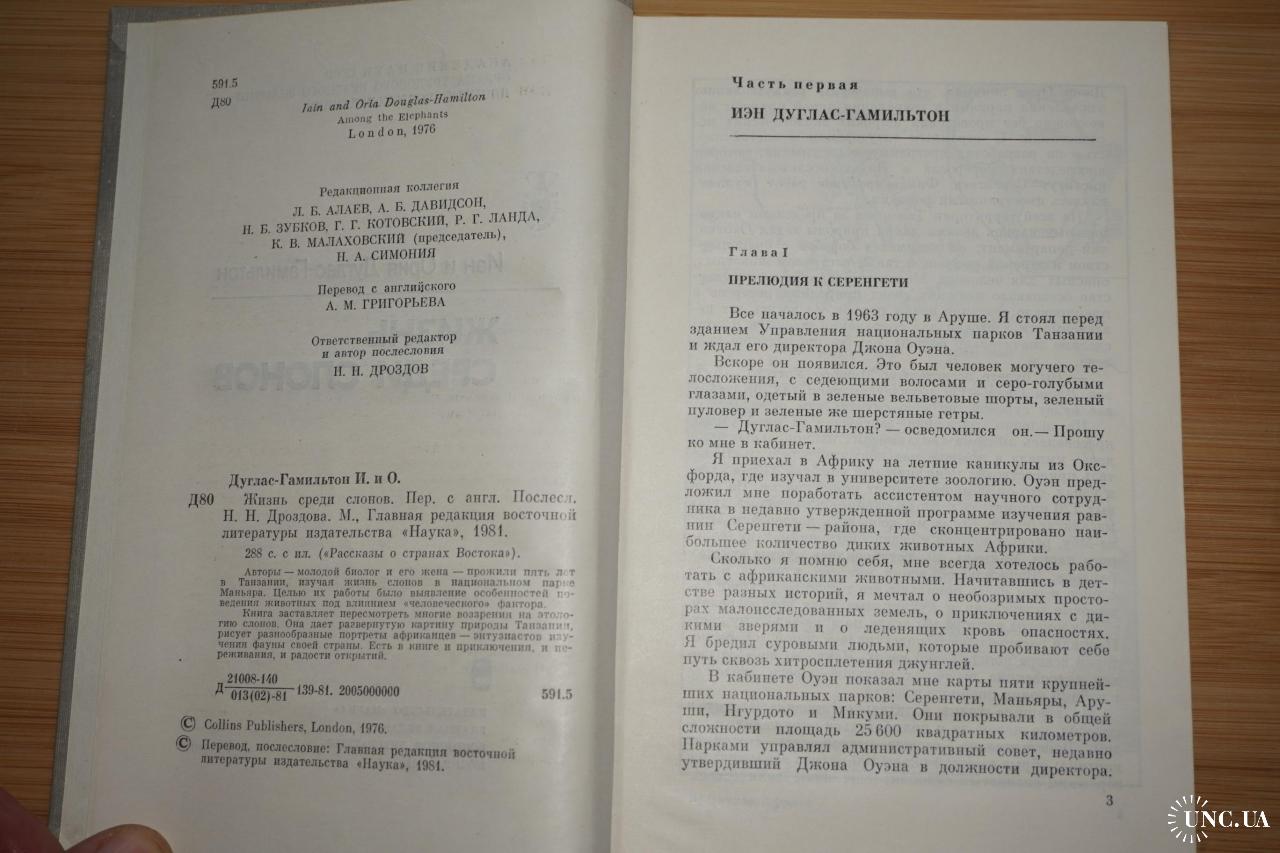 591.5
Д80
Iain and Oria Douglas-Hamilton
Among the Elephants
London, 1976
Редакционная коллегия
Л. Б. АЛАЕВ, А. Б. ДАВИДСОН,
Н. Б. ЗУБКОВ, Г. Г. КОТОВСКИЙ, Р. Г. ЛАНДА,
К. В. МАЛАХОВСКИЙ (председатель),
Н. А. СИМОНИЯ
Перевод с английского
А. М. ГРИГОРЬЕВА
Ответственный редактор
и автор послесловия
Н. Н. ДРОЗДОВ
Дуглас-Гамильтон И. и О.
Д80 Жизнь среди слонов. Пер. с англ. Послесл.
Н. Н. Дроздова. М., Главная редакция восточной
литературы издательства «Наука», 1981.
288 с. с ил. («Рассказы о странах Востока»).
Авторы — молодой биолог и его жена — прожили пять лет
в Танзании, изучая жизнь слонов в национальном парке
Маньяра. Целью их работы было выявление особенностей по-
ведения животных под влиянием «человеческого» фактора.
Книга заставляет пересмотреть многие воззрения на этоло-
гию слонов. Она дает развернутую картину природы Танзании,
рисует разнообразные портреты африканцев — энтузиастов изу-
чения фауны своей страны. Есть в книге и приключения, и пе-
реживания, и радости открытий.
Д 21008-140
013(02)-81 139-81. 2005000000 591.5
© Collins Publishers, London, 1976.
© Перевод, послесловие: Главная редакция восточной
литературы издательства «Наука», 1981.
Часть первая
ИЭН ДУГЛАС-ГАМИЛЬТОН
Глава I
ПРЕЛЮДИЯ К СЕРЕНГЕТИ
Все началось в 1963 году в Аруше. Я стоял перед
зданием Управления национальных парков Танзании
и ждал его директора Джона Оуэна.
Вскоре он появился. Это был человек могучего те-
лосложения, с седеющими волосами и серо-голубыми
глазами, одетый в зеленые вельветовые шорты, зеленый
пуловер и зеленые же шерстяные гетры.
— Дуглас-Гамильтон? — осведомился он.— Прошу
ко мне в кабинет.
Я приехал в Африку на летние каникулы из Окс-
форда, где изучал в университете зоологию. Оуэн пред-
ложил мне поработать ассистентом научного сотруд-
ника в недавно утвержденной программе изучения рав-
нин Серенгети — района, где сконцентрировано наи-
большее количество диких животных Африки.
Сколько я помню себя, мне всегда хотелось рабо-
тать с африканскими животными. Начитавшись в дет-
стве разных историй, я мечтал о необозримых просто-
рах малоисследованных земель, о приключениях с ди-
кими зверями и о леденящих кровь опасностях.
Я бредил суровыми людьми, которые пробивают себе
путь сквозь хитросплетения джунглей.
В кабинете Оуэн показал мне карты пяти крупней-
ших национальных парков: Серенгети, Маньяры, Ару-
ши, Нгурдото и Микуми. Они покрывали в общей
сложности площадь 25 600 квадратных километров.
Парками управлял административный совет, недавно
утвердивший Джона Оуэна в должности директора.
3
UNC.UA